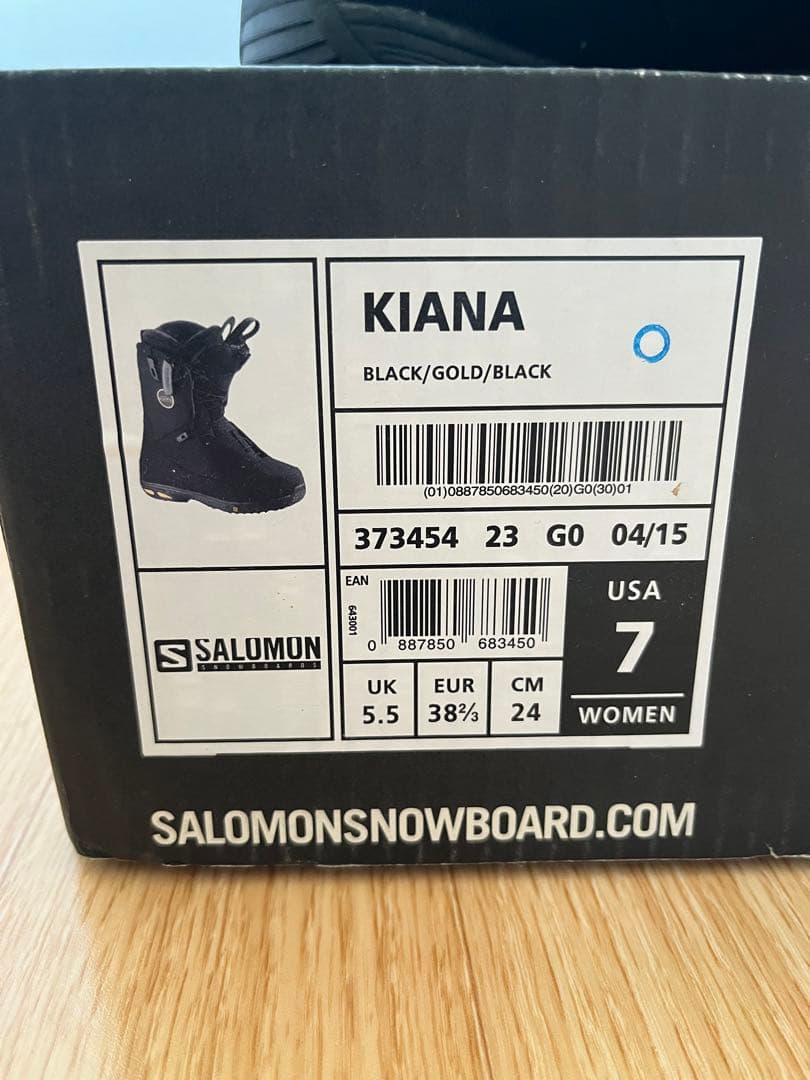 KIANA
BLACK/GOLD/BLACK
(01)0887850683450(20)G0(30)01
373454 23 G0 04/15
EAN
643001
0 887850 683450
USA
7
WOMEN
UK
5.5
EUR
38⅔
CM
24
SALOMON
SNOWBOARDS
SALOMONSNOWBOARD.COM